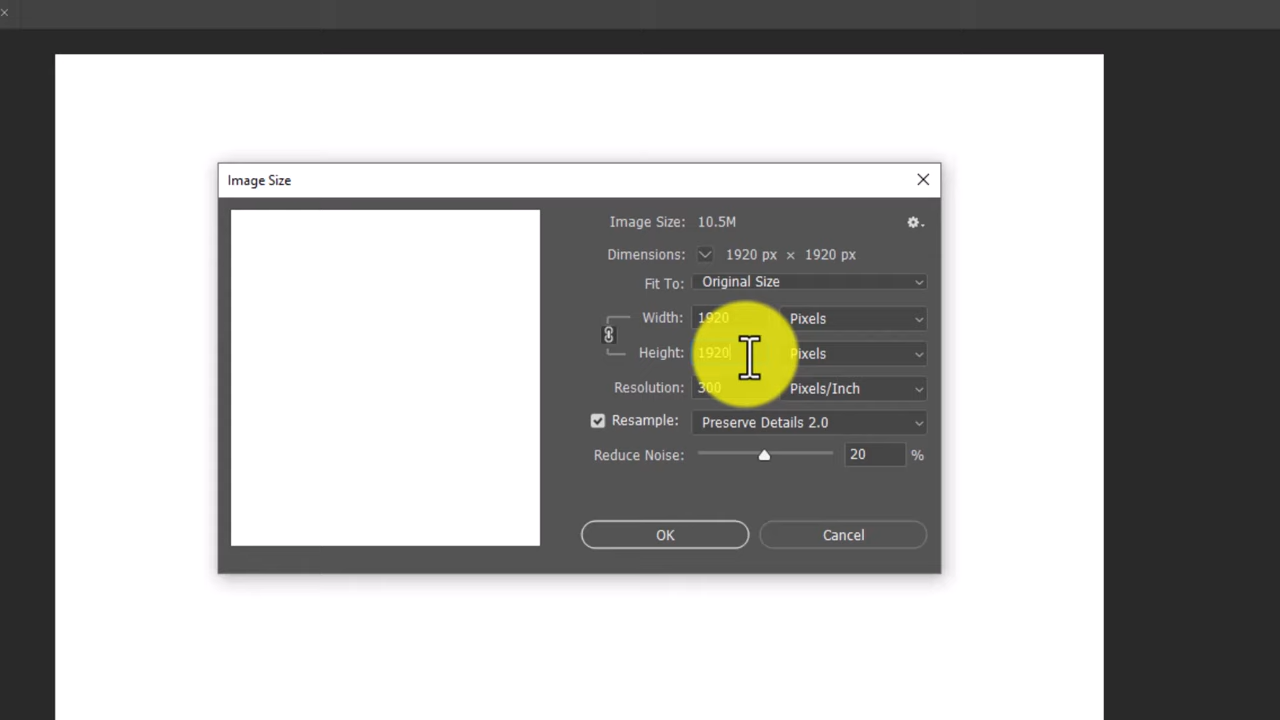 Image Size
Image Size: 10.5M
Dimensions: 1920 px × 1920 px
Fit To: Original Size
Width: 1920 Pixels
Height: 1920 Pixels
Resolution: 300 Pixels/Inch
Resample: Preserve Details 2.0
Reduce Noise: 20 %
OK Cancel